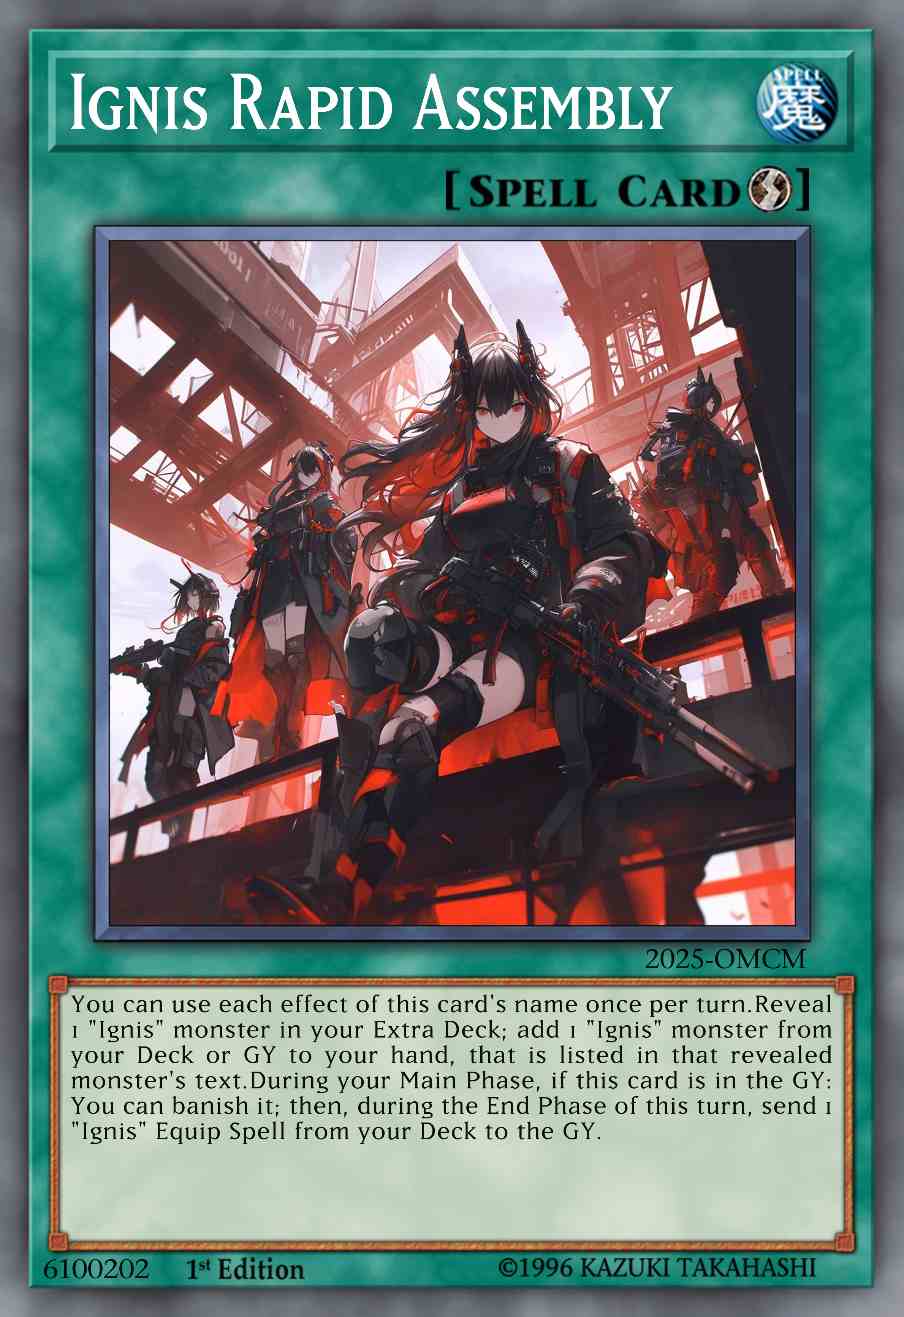 Ignis Rapid Assembly
SPELL
魔
[Spell Card]
2025-OMCM
You can use each effect of this card's name once per turn.Reveal
1 "Ignis" monster in your Extra Deck; add 1 "Ignis" monster from
your Deck or GY to your hand, that is listed in that revealed
monster's text.During your Main Phase, if this card is in the GY:
You can banish it; then, during the End Phase of this turn, send 1
"Ignis" Equip Spell from your Deck to the GY.
6100202 1st Edition ©1996 KAZUKI TAKAHASHI